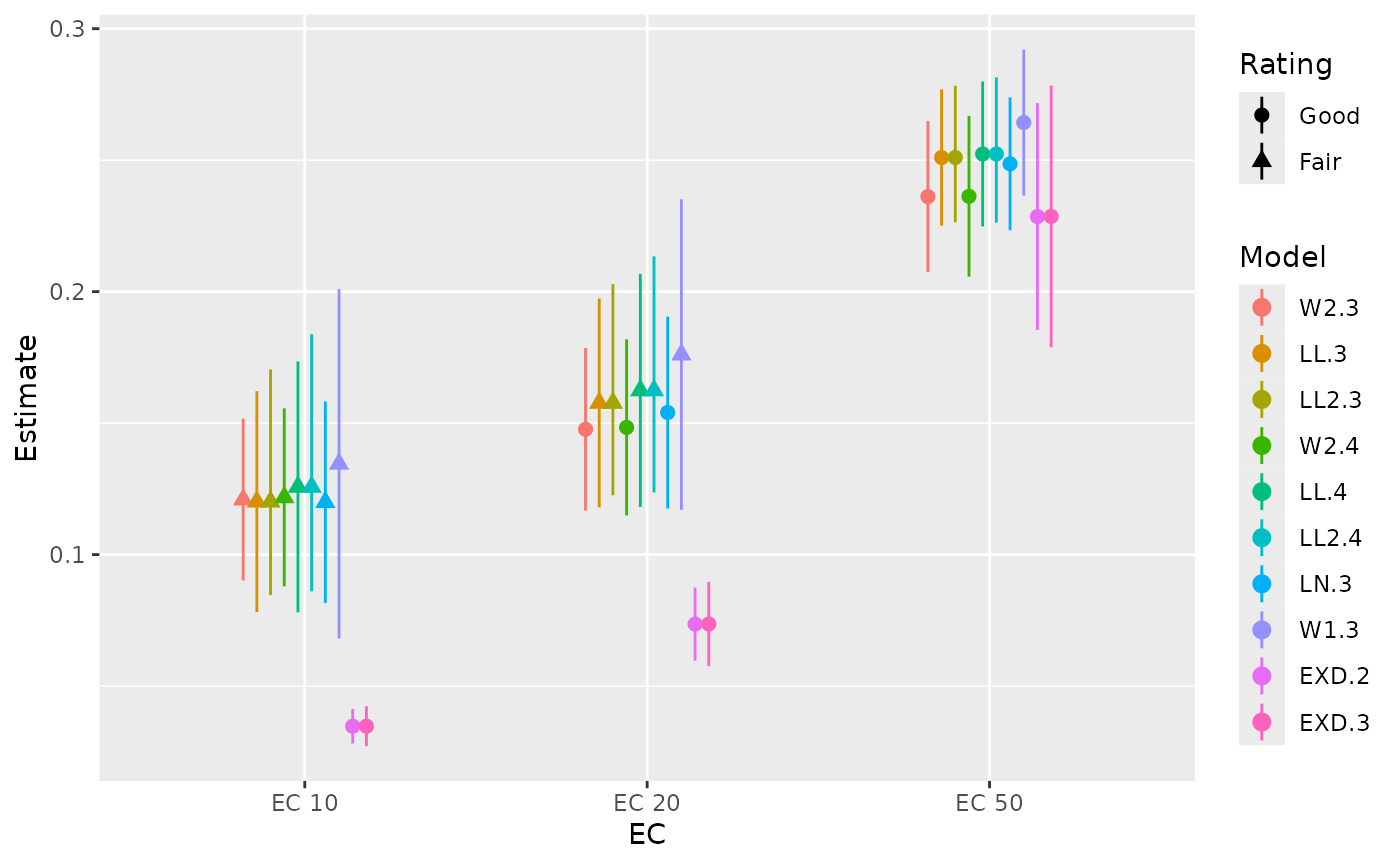 0.3
0.2
0.1
Estimate
EC 10
EC 20
EC 50
EC
Rating
Good
Fair
Model
W2.3
LL.3
LL2.3
W2.4
LL.4
LL2.4
LN.3
W1.3
EXD.2
EXD.3